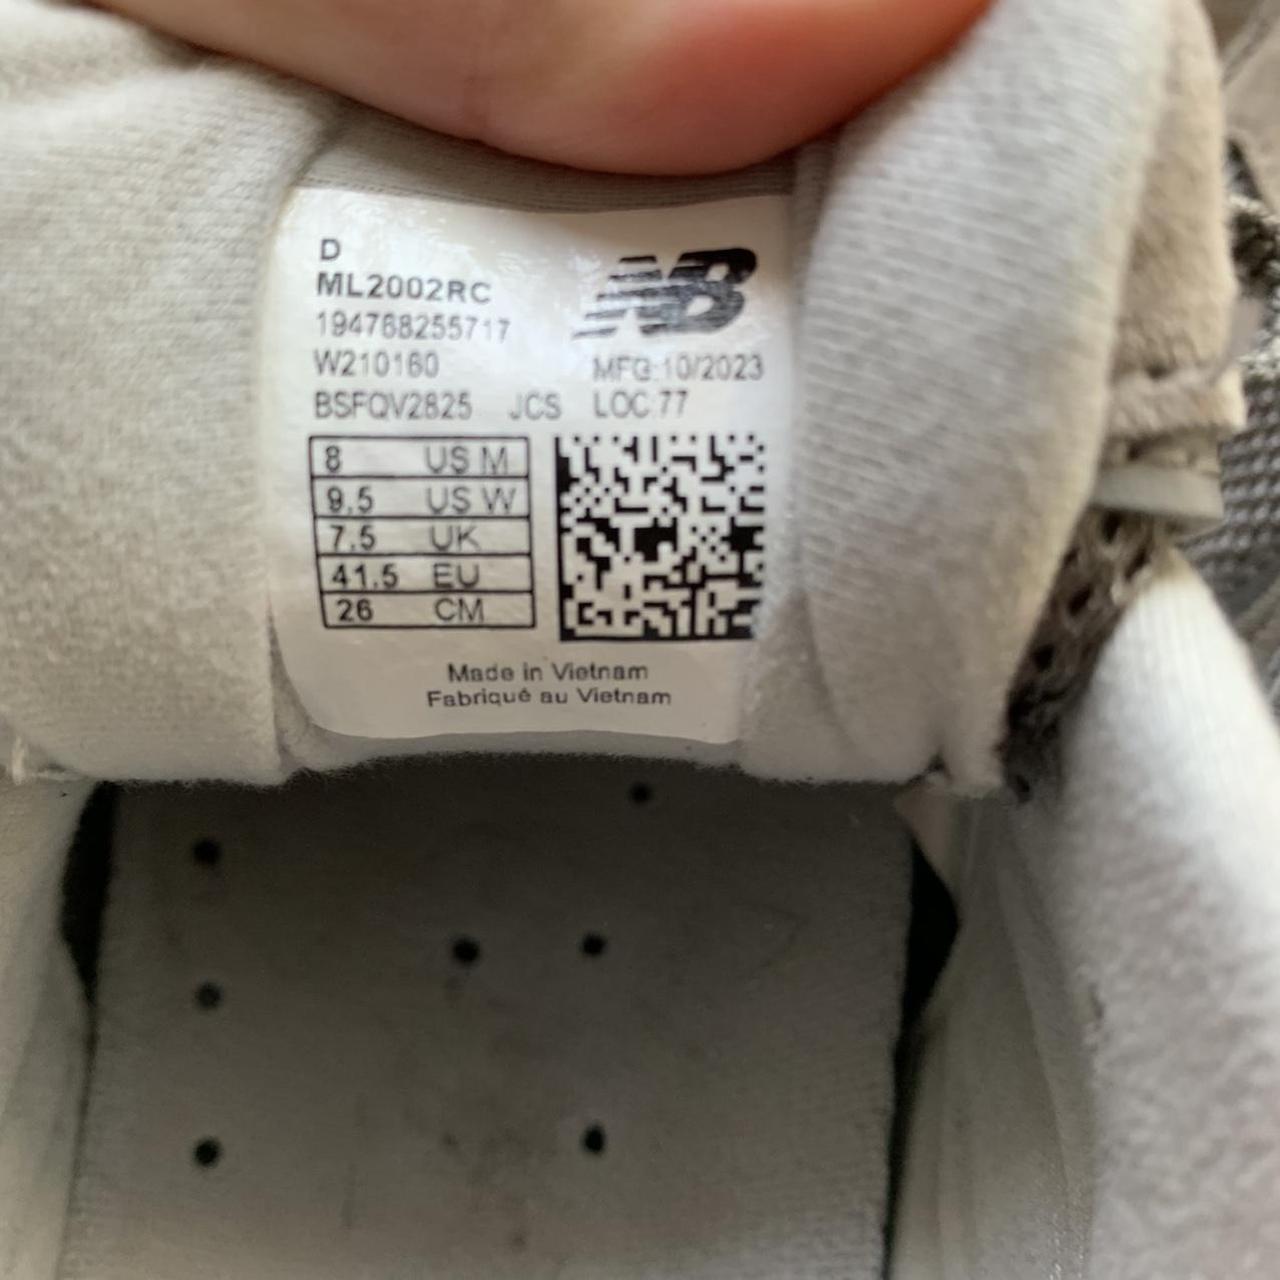 D
ML2002RC
NB
194768255717
W210160
MFG:10/2023
BSFQV2825 JCS LOC:77
8 US M
9.5 US W
7.5 UK
41.5 EU
26 CM
Made in Vietnam
Fabriqué au Vietnam